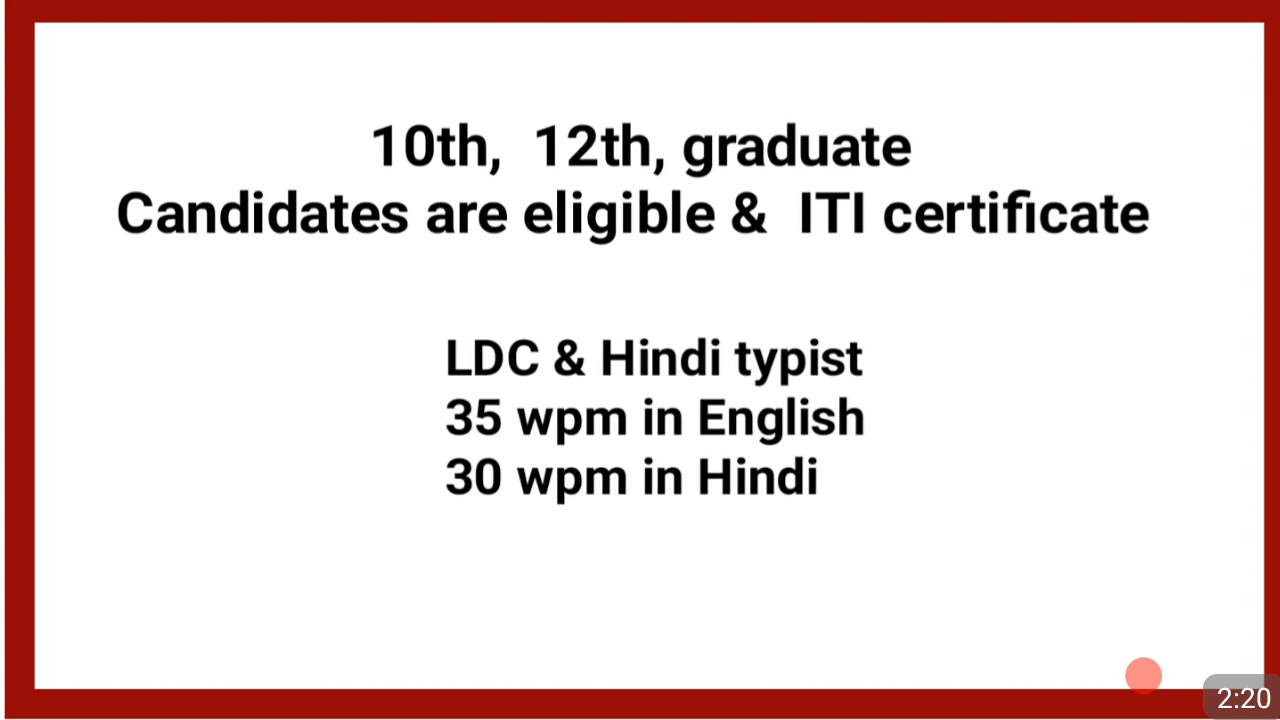 10th,  12th, graduate
Candidates are eligible &  ITI certificate
LDC & Hindi typist
35 wpm in English
30 wpm in Hindi
2:20